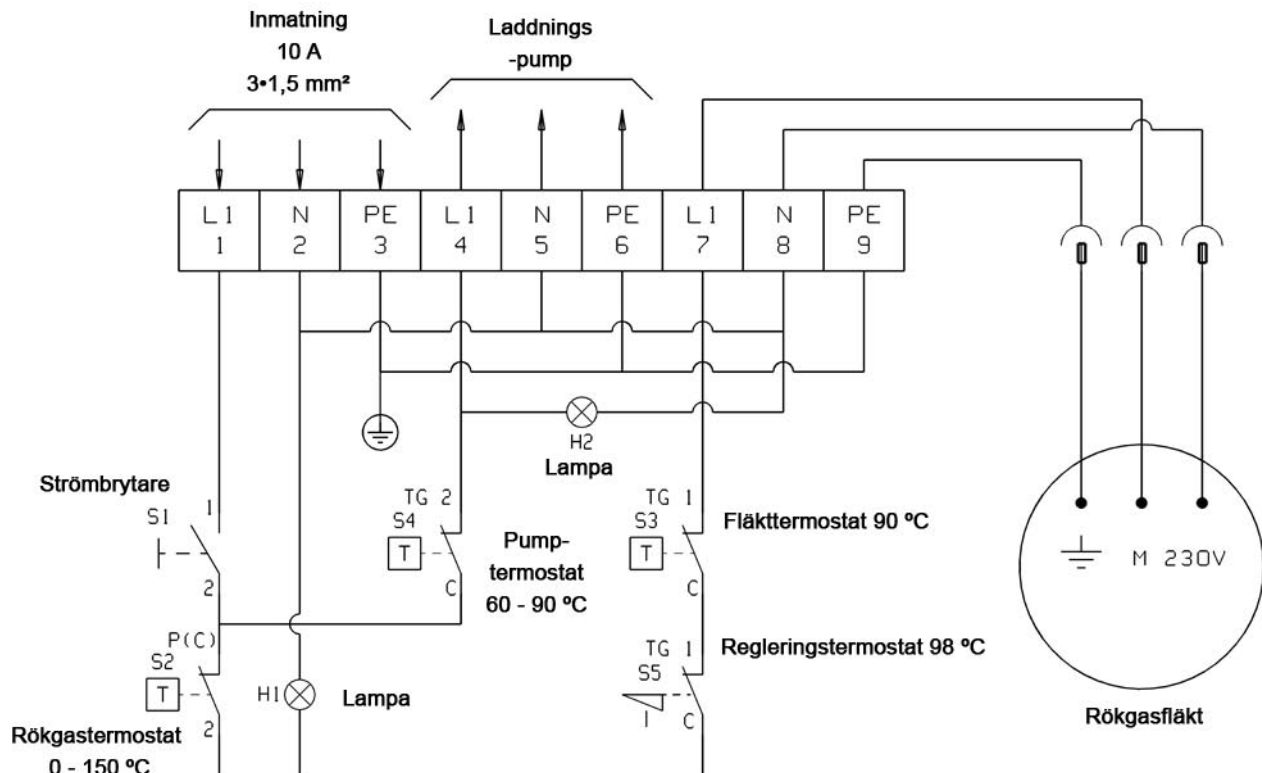 Inmatning
10 A
3•1,5 mm²
Laddnings
-pump
L1 N PE L1 N PE L1 N PE
1 2 3 4 5 6 7 8 9
H2
Lampa
Strömbrytare
S1
1
2
TG 2
S4
T
C
Pump-
termostat
60 - 90 ºC
TG 1
S3
T
C
Fläkttermostat 90 ºC
M 230V
Rökgasfläkt
P(C)
S2
T
2
Rökgastermostat
0 - 150 ºC
H1
Lampa
TG 1
S5
I
C
Regleringstermostat 98 ºC